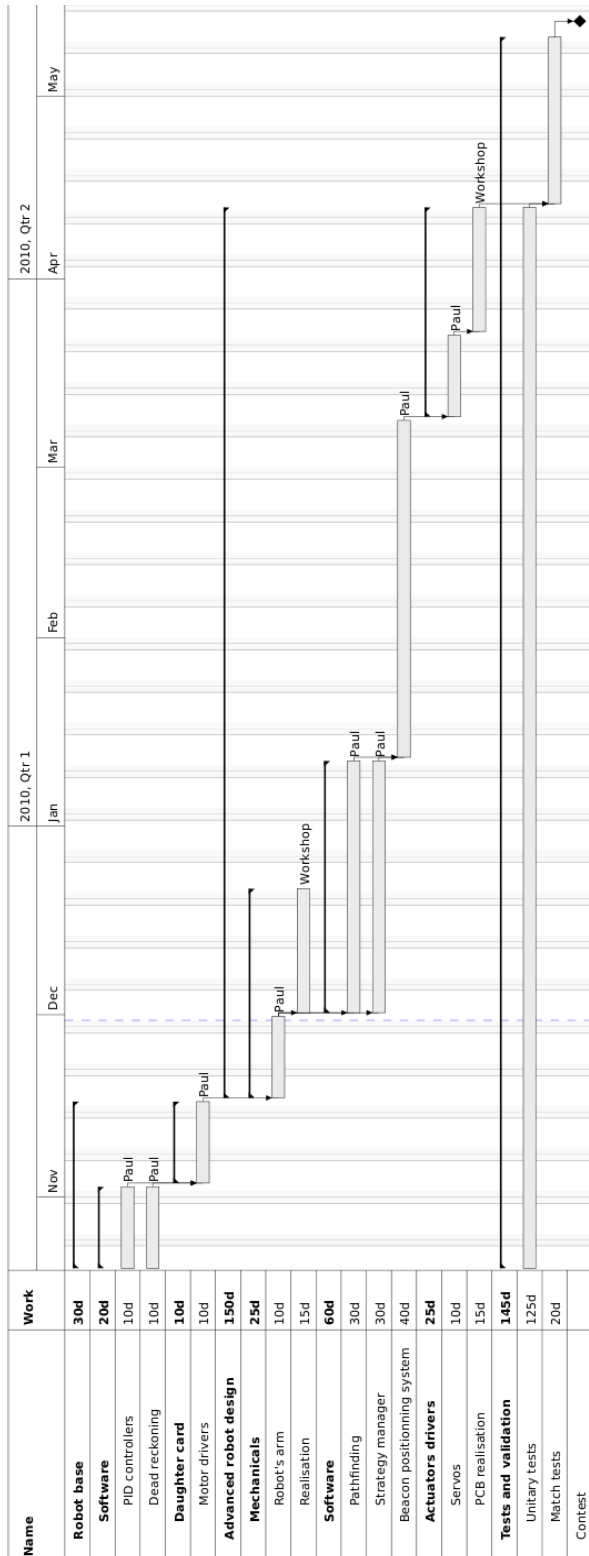 Name Work 2010, Qtr 1 2010, Qtr 2
Nov Dec Jan Feb Mar Apr May
Robot base 30d
Software 20d
PID controllers 10d Paul
Dead reckoning 10d Paul
Daughter card 10d
Motor drivers 10d Paul
Advanced robot design 150d
Mechanicals 25d
Robot's arm 10d Paul
Realisation 15d Workshop
Software 60d
Pathfinding 30d Paul
Strategy manager 30d Paul
Beacon positionning system 40d Paul
Actuators drivers 25d
Servos 10d Paul
PCB realisation 15d Workshop
Tests and validation 145d
Unitary tests 125d
Match tests 20d
Contest